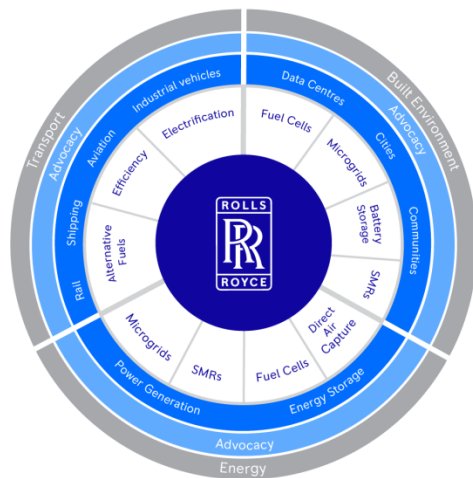 Transport
Advocacy
Industrial vehicles
Aviation
Shipping
Rail
Electrification
Efficiency
Alternative
Fuels
Built Environment
Advocacy
Data Centres
Cities
Communities
Fuel Cells
Microgrids
Battery
Storage
SMRs
ROLLS
RR
ROYCE
Direct
Air
Capture
Fuel Cells
SMRs
Microgrids
Power Generation
Energy Storage
Advocacy
Energy